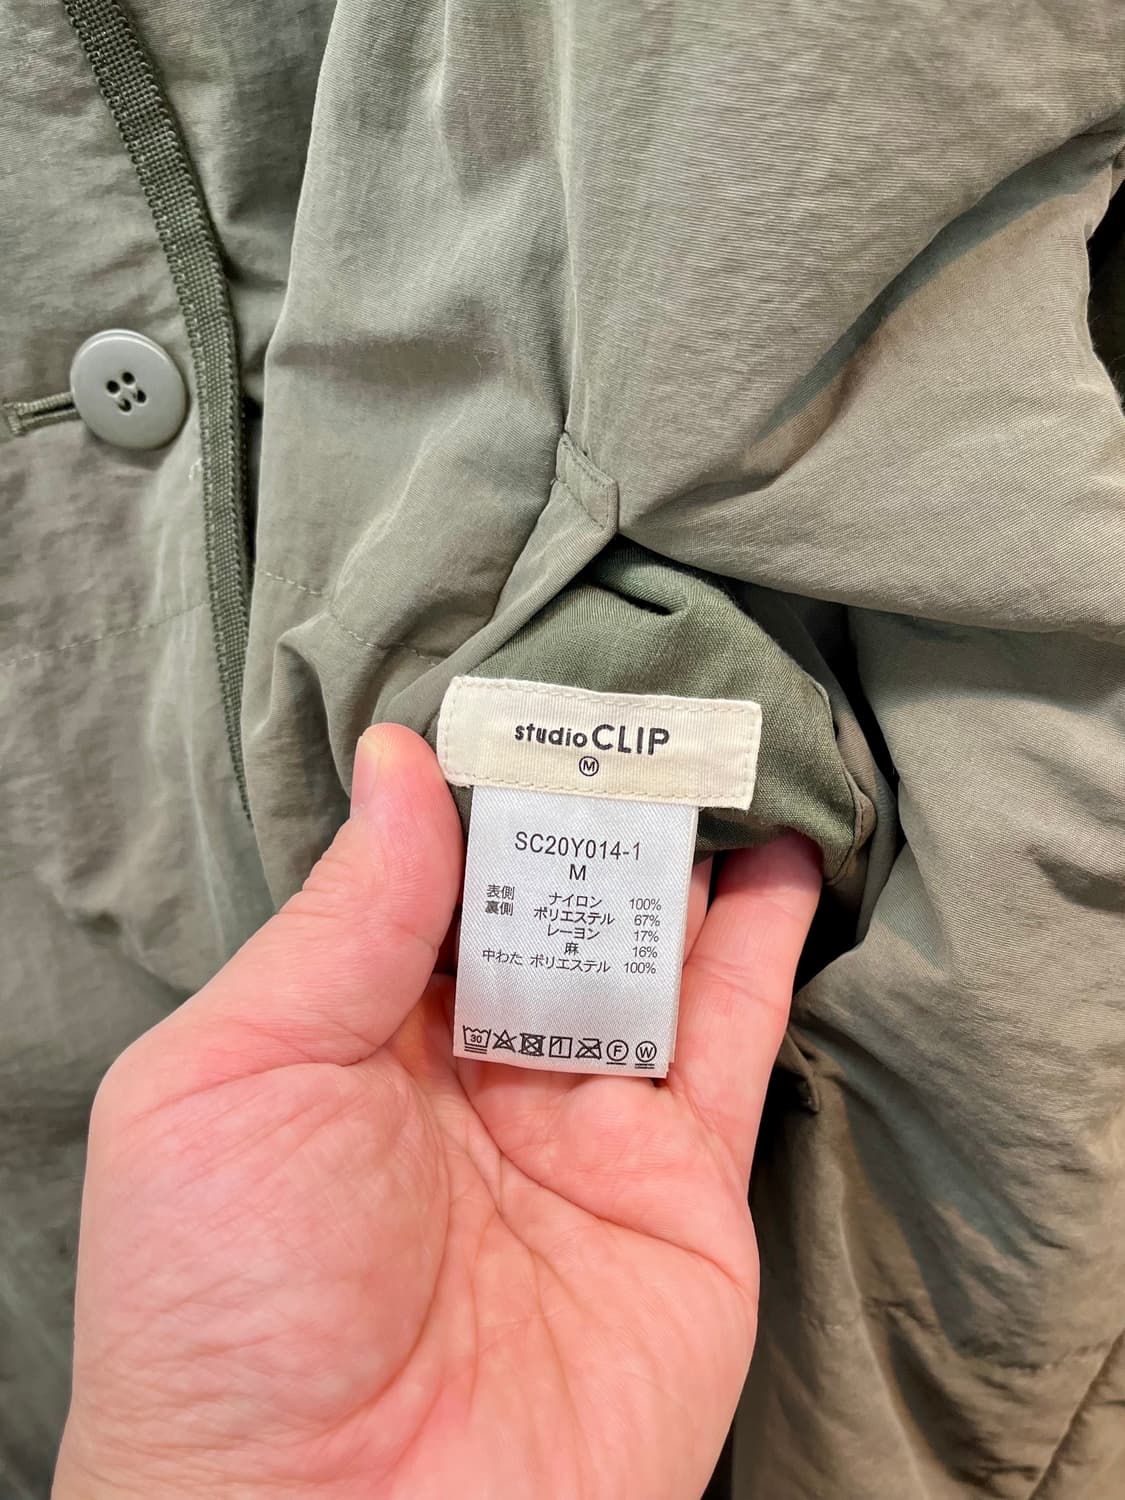 studio CLIP
M
SC20Y014-1
M
表側 ナイロン 100%
裏側 ポリエステル 67%
レーヨン 17%
麻 16%
中わた ポリエステル 100%
30 F W